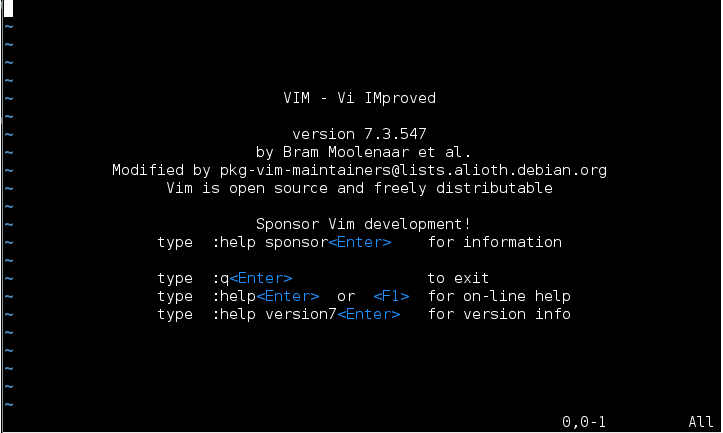 ~
~
~
~
VIM - Vi IMproved
~
version 7.3.547
by Bram Moolenaar et al.
Modified by pkg-vim-maintainers@lists.alioth.debian.org
Vim is open source and freely distributable
~
Sponsor Vim development!
type :help sponsor<Enter> for information
~
type :q<Enter> to exit
type :help<Enter> or <F1> for on-line help
type :help version7<Enter> for version info
~
~
~
~
~
0,0-1 All